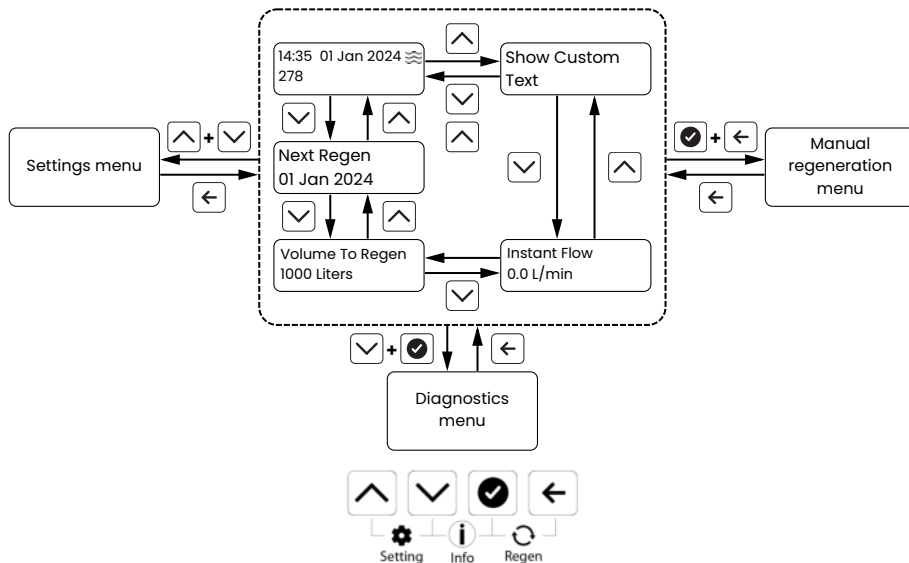 14:35 01 Jan 2024
278
Show Custom
Text
Settings menu
+
Next Regen
01 Jan 2024
+
Manual
regeneration
menu
Volume To Regen
1000 Liters
Instant Flow
0.0 L/min
+
Diagnostics
menu
Setting
i
Info
Regen